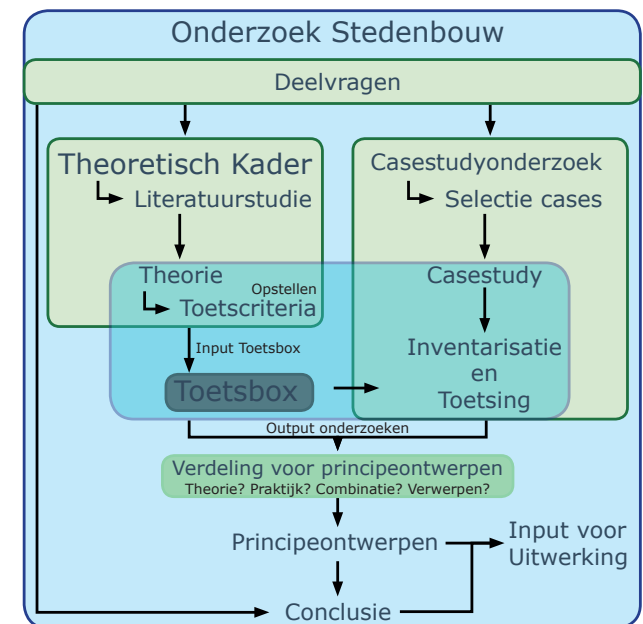 Onderzoek Stedenbouw
Deelvragen
Theoretisch Kader
Literatuurstudie
Theorie
Opstellen
Toetscriteria
Input Toetsbox
Toetsbox
Casestudyonderzoek
Selectie cases
Casestudy
Inventarisatie
en
Toetsing
Output onderzoeken
Verdeling voor principeontwerpen
Theorie? Praktijk? Combinatie? Verwerpen?
Principeontwerpen
Input voor
Uitwerking
Conclusie